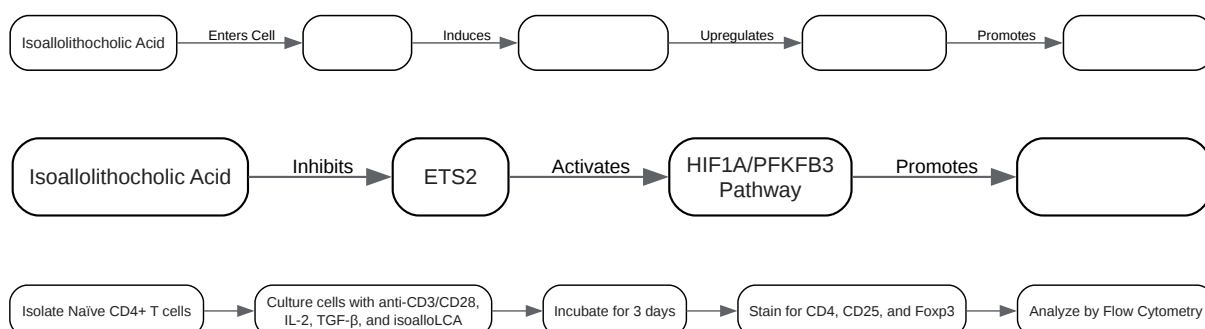 Isoallolithocholic Acid
Enters Cell
Induces
Upregulates
Promotes
Isoallolithocholic Acid
Inhibits
ETS2
Activates
HIF1A/PFKFB3
Pathway
Promotes
Isolate Naïve CD4+ T cells
Culture cells with anti-CD3/CD28,
IL-2, TGF-β, and isoalloLCA
Incubate for 3 days
Stain for CD4, CD25, and Foxp3
Analyze by Flow Cytometry